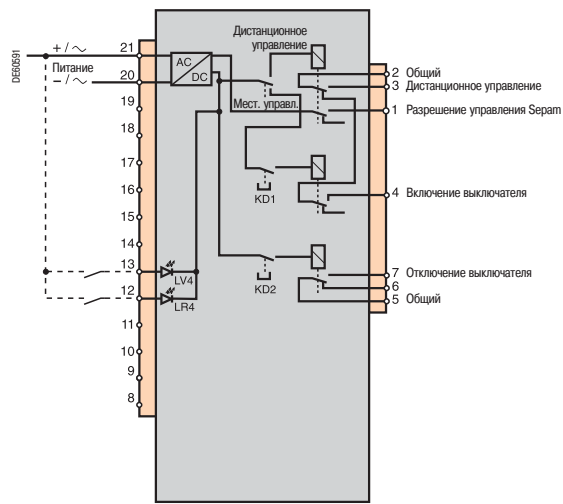 DE60591
+ / ~
Питание
− / ~
21
20
19
18
17
16
15
14
13
12
11
10
9
8
AC
DC
Дистанционное
управление
Мест. управл.
KD1
KD2
LV4
LR4
2 Общий
3 Дистанционное управление
1 Разрешение управления Sepam
4 Включение выключателя
7 Отключение выключателя
6
5 Общий